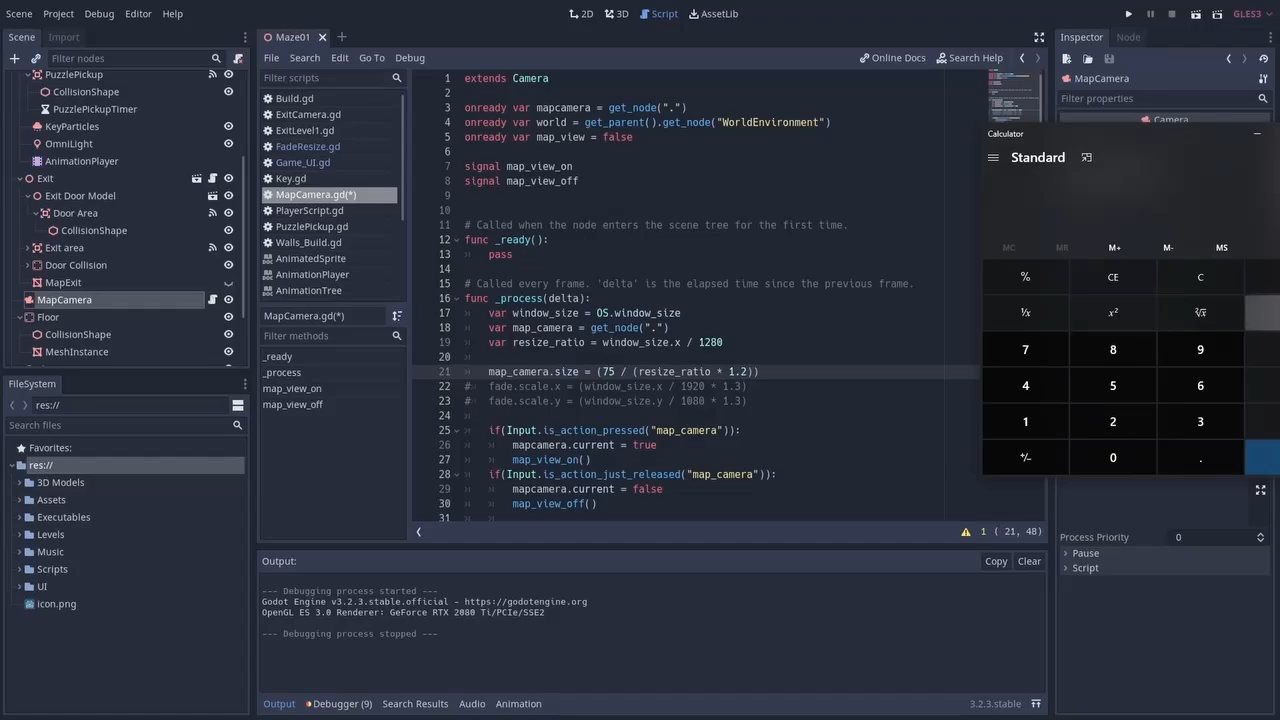 Scene Project Debug Editor Help
2D 3D Script AssetLib
GLES3
Scene Import
Filter nodes
PuzzlePickup
CollisionShape
PuzzlePickupTimer
KeyParticles
OmniLight
AnimationPlayer
Exit
Exit Door Model
Door Area
CollisionShape
Exit area
Door Collision
MapExit
MapCamera
Floor
CollisionShape
MeshInstance
FileSystem
res://
Search files
Favorites:
res://
3D Models
Assets
Executables
Levels
Music
Scripts
UI
icon.png
Maze01
File Search Edit Go To Debug
Online Docs Search Help
Filter scripts
Build.gd
ExitCamera.gd
ExitLevel1.gd
FadeResize.gd
Game_UI.gd
Key.gd
MapCamera.gd(*)
PlayerScript.gd
PuzzlePickup.gd
Walls_Build.gd
AnimatedSprite
AnimationPlayer
AnimationTree
MapCamera.gd(*)
Filter methods
_ready
_process
map_view_on
map_view_off
1 extends Camera
2
3 onready var mapcamera = get_node(".")
4 onready var world = get_parent().get_node("WorldEnvironment")
5 onready var map_view = false
6
7 signal map_view_on
8 signal map_view_off
9
10
11 # Called when the node enters the scene tree for the first time.
12 func _ready():
13 pass
14
15 # Called every frame. 'delta' is the elapsed time since the previous frame.
16 func _process(delta):
17 var window_size = OS.window_size
18 var map_camera = get_node(".")
19 var resize_ratio = window_size.x / 1280
20
21 map_camera.size = (75 / (resize_ratio * 1.2))
22 # fade.scale.x = (window_size.x / 1920 * 1.3)
23 # fade.scale.y = (window_size.y / 1080 * 1.3)
24
25 if(Input.is_action_pressed("map_camera")):
26 mapcamera.current = true
27 map_view_on()
28 if(Input.is_action_just_released("map_camera")):
29 mapcamera.current = false
30 map_view_off()
31
1 ( 21, 48)
Output:
Copy Clear
--- Debugging process started ---
Godot Engine v3.2.3.stable.official - https://godotengine.org
OpenGL ES 3.0 Renderer: GeForce RTX 2080 Ti/PCIe/SSE2
--- Debugging process stopped ---
Output Debugger (9) Search Results Audio Animation
3.2.3.stable
Inspector Node
MapCamera
Filter properties
Camera
Calculator
Standard
MC MR M+ M- MS
% CE C
¹/x x² ²√x
7 8 9
4 5 6
1 2 3
+/- 0 .
Process Priority 0
Pause
Script